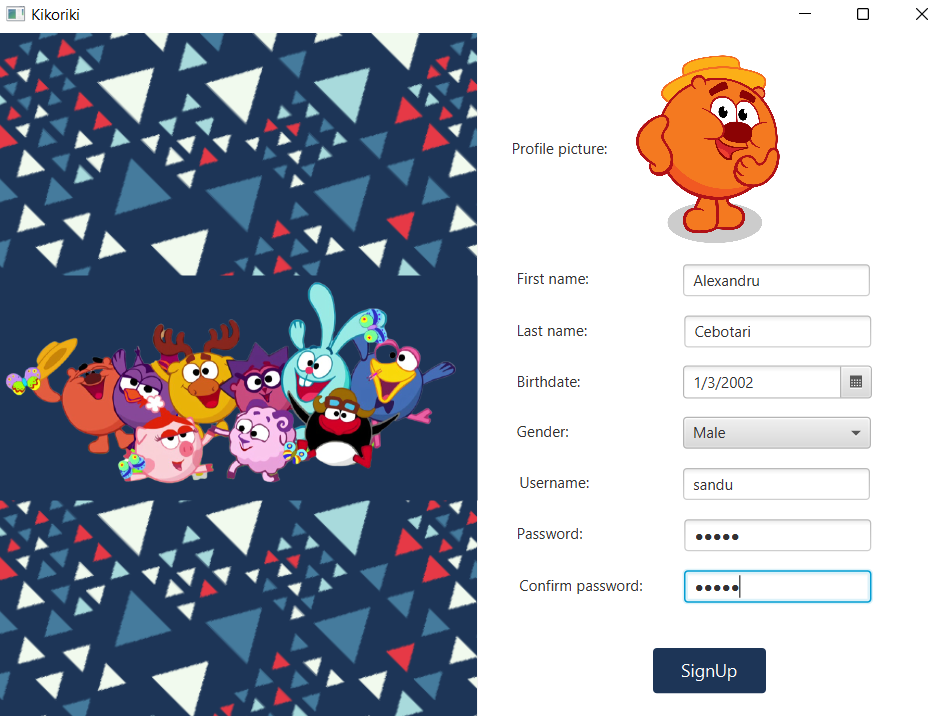 Kikoriki
Profile picture:
First name: Alexandru
Last name: Cebotari
Birthdate: 1/3/2002
Gender: Male
Username: sandu
Password: ●●●●●
Confirm password: ●●●●●
SignUp